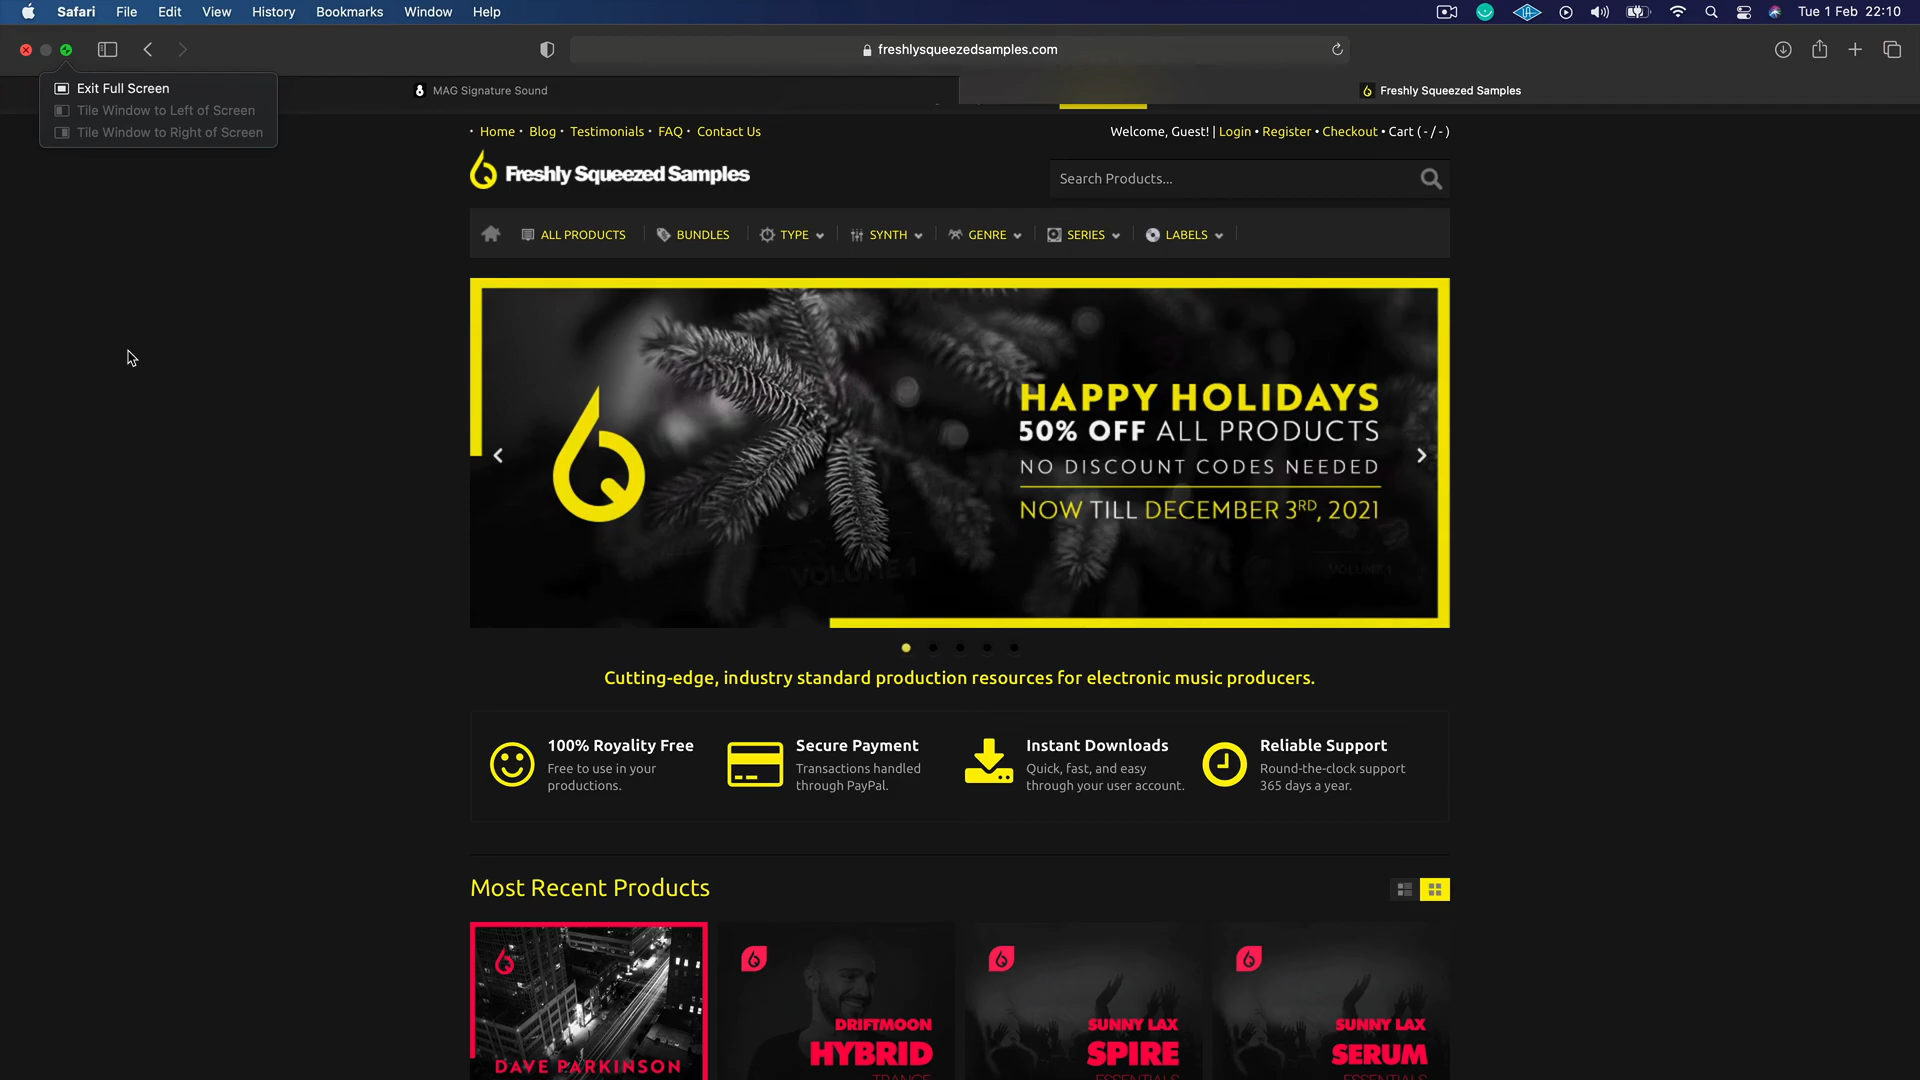 Safari File Edit View History Bookmarks Window Help Tue 1 Feb 22:10
freshlysqueezedsamples.com
Exit Full Screen
Tile Window to Left of Screen
Tile Window to Right of Screen
MAG Signature Sound
Freshly Squeezed Samples
• Home • Blog • Testimonials • FAQ • Contact Us
Welcome, Guest! | Login • Register • Checkout • Cart ( - / - )
Freshly Squeezed Samples
Search Products...
ALL PRODUCTS BUNDLES TYPE SYNTH GENRE SERIES LABELS
HAPPY HOLIDAYS
50% OFF ALL PRODUCTS
NO DISCOUNT CODES NEEDED
NOW TILL DECEMBER 3RD, 2021
VOLUME 1
VOLUME 1
Cutting-edge, industry standard production resources for electronic music producers.
100% Royality Free
Free to use in your
productions.
Secure Payment
Transactions handled
through PayPal.
Instant Downloads
Quick, fast, and easy
through your user account.
Reliable Support
Round-the-clock support
365 days a year.
Most Recent Products
DAVE PARKINSON
DRIFTMOON
HYBRID
TRANCE
SUNNY LAX
SPIRE
ESSENTIALS
SUNNY LAX
SERUM
ESSENTIALS